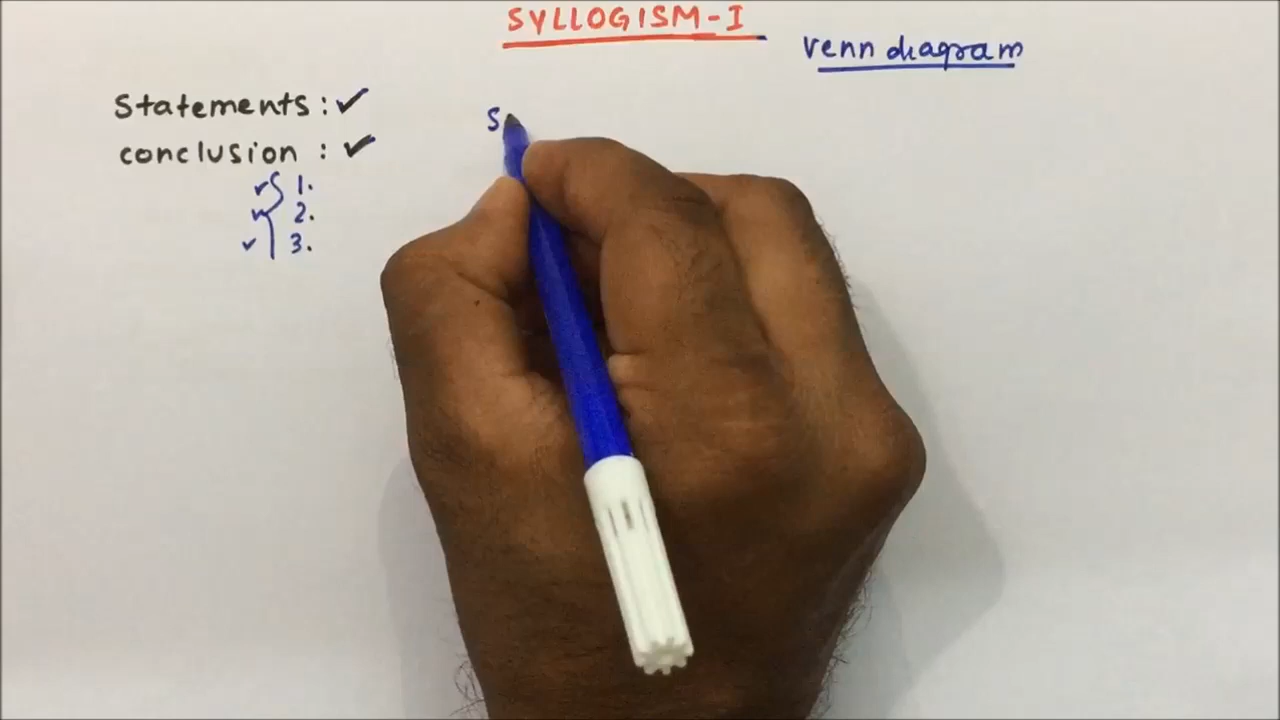 SYLLOGISM-I
venn diagram
Statements : ✓
conclusion : ✓
✓ 1.
✓ 2.
✓ 3.
S